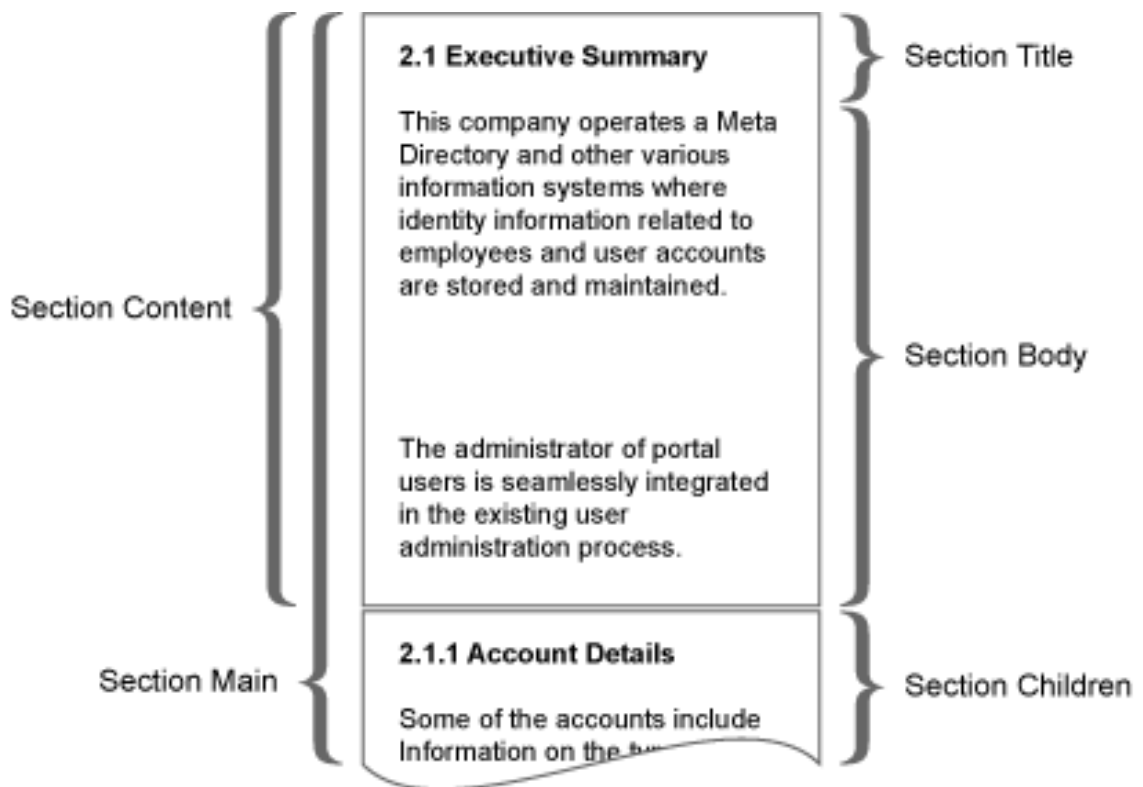 2.1 Executive Summary
Section Title
This company operates a Meta
Directory and other various
information systems where
identity information related to
employees and user accounts
are stored and maintained.
Section Content
Section Body
The administrator of portal
users is seamlessly integrated
in the existing user
administration process.
2.1.1 Account Details
Section Main
Section Children
Some of the accounts include
Information on the